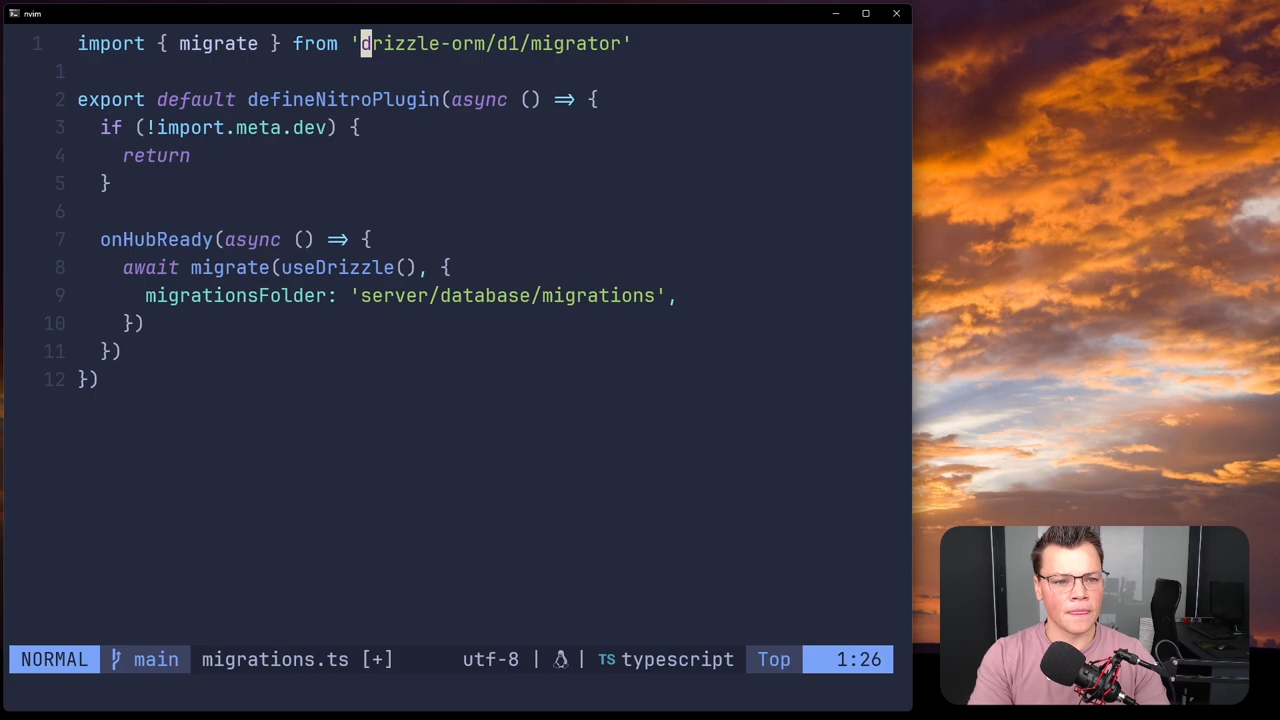 nvim
1 import { migrate } from 'drizzle-orm/d1/migrator'
1
2 export default defineNitroPlugin(async () => {
3   if (!import.meta.dev) {
4     return
5   }
6
7   onHubReady(async () => {
8     await migrate(useDrizzle(), {
9       migrationsFolder: 'server/database/migrations',
10     })
11   })
12 })
NORMAL main migrations.ts [+] utf-8 | | TS typescript Top 1:26